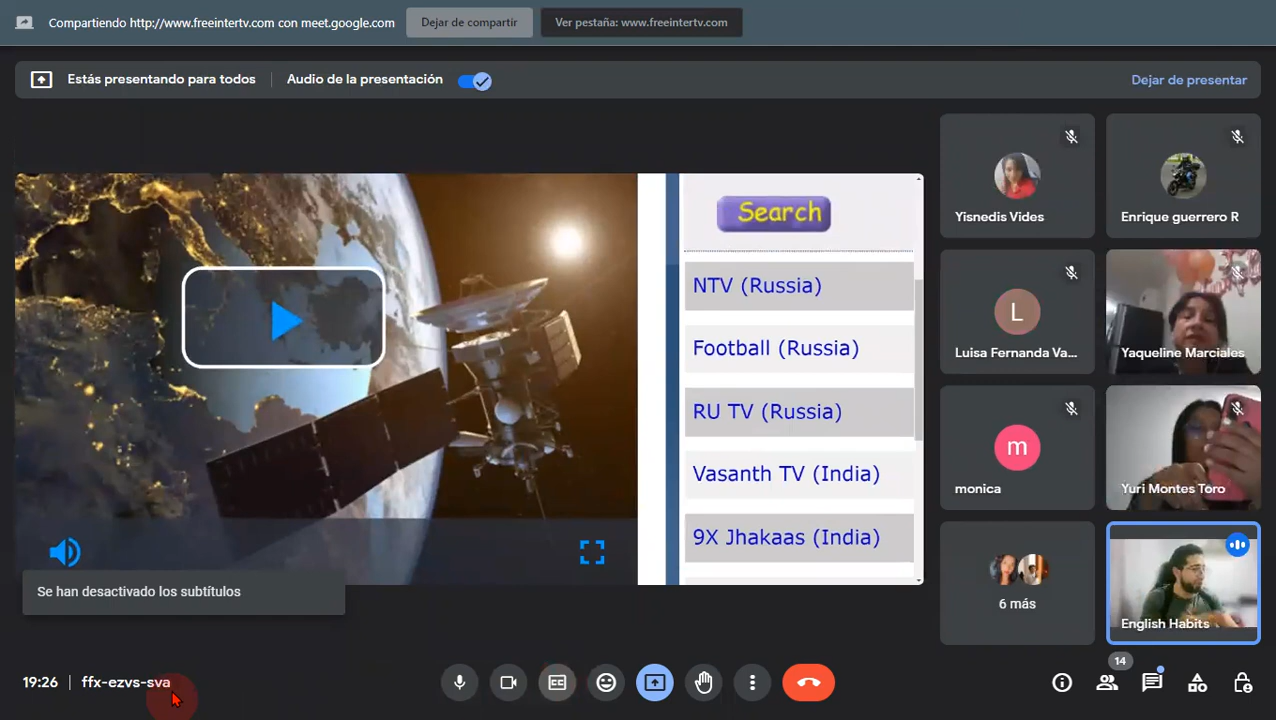 Compartiendo http://www.freeintertv.com con meet.google.com
Dejar de compartir
Ver pestaña: www.freeintertv.com
Estás presentando para todos
Audio de la presentación
Dejar de presentar
Search
NTV (Russia)
Football (Russia)
RU TV (Russia)
Vasanth TV (India)
9X Jhakaas (India)
Se han desactivado los subtítulos
Yisnedis Vides
Enrique guerrero R
L
Luisa Fernanda Va...
Yaqueline Marciales
m
monica
Yuri Montes Toro
6 más
English Habits
19:26 | ffx-ezvs-sva
14